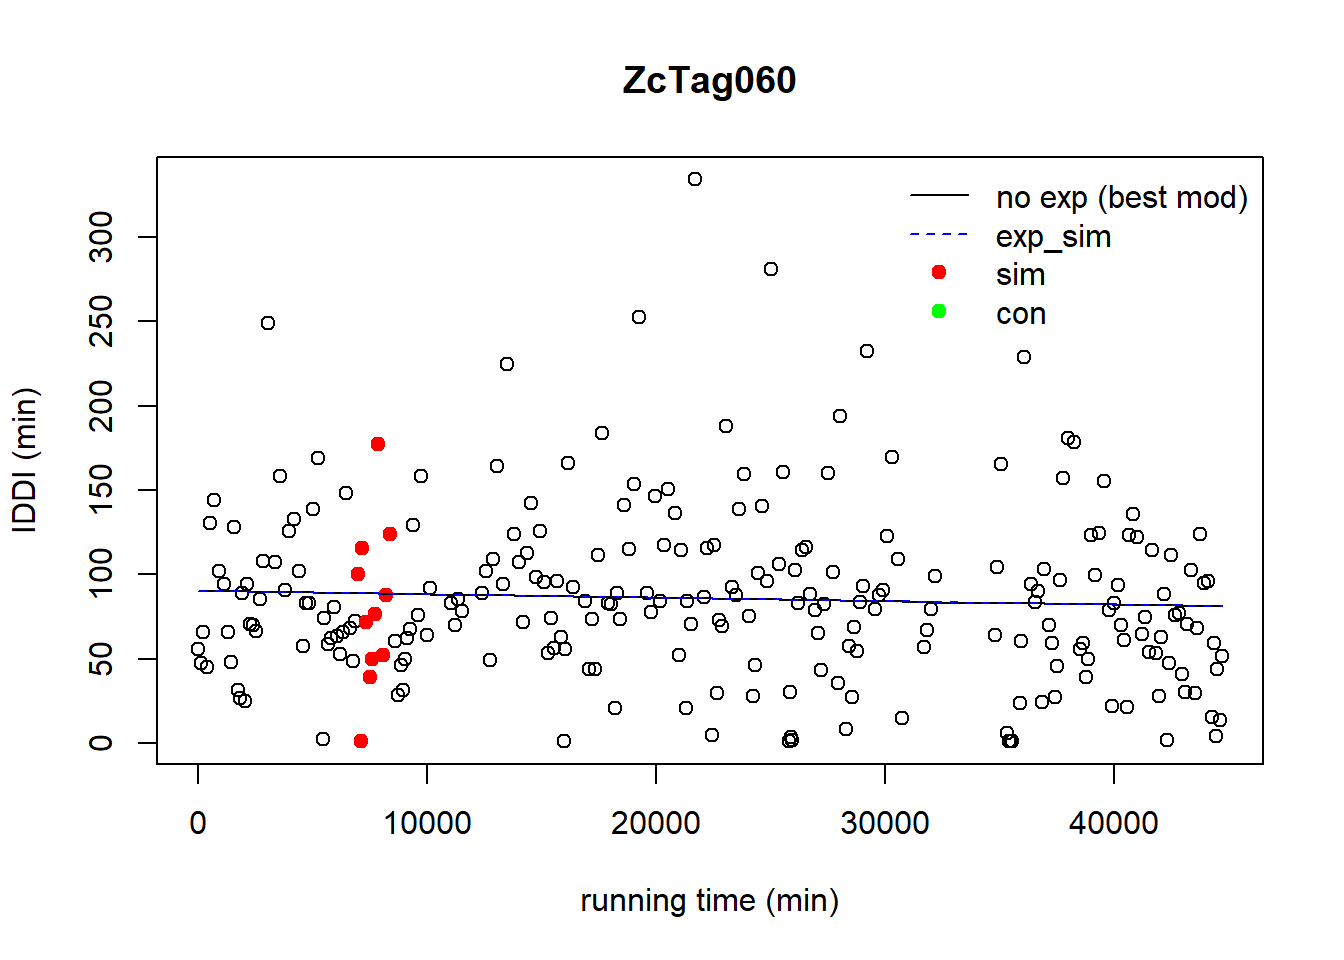 ZcTag060
no exp (best mod)
exp_sim
sim
con
IDDI (min)
300
250
200
150
100
50
0
0 10000 20000 30000 40000
running time (min)